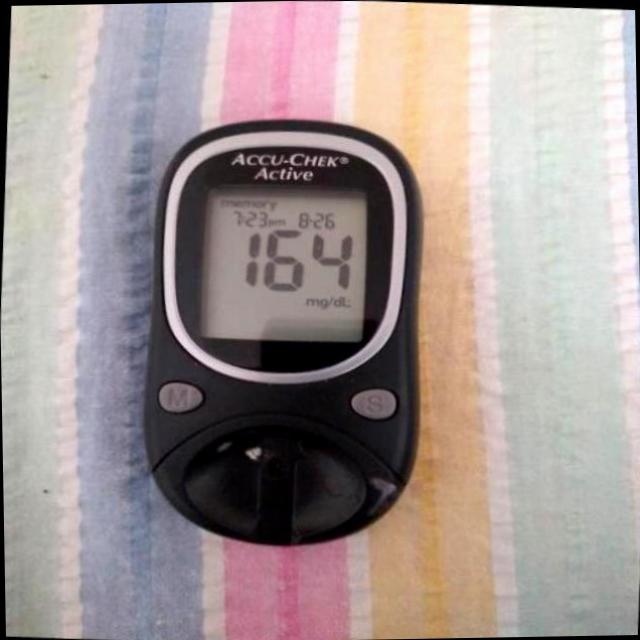 ACCU-CHEK®
Active
memory
7:23pm 8-26
164
mg/dL
M S